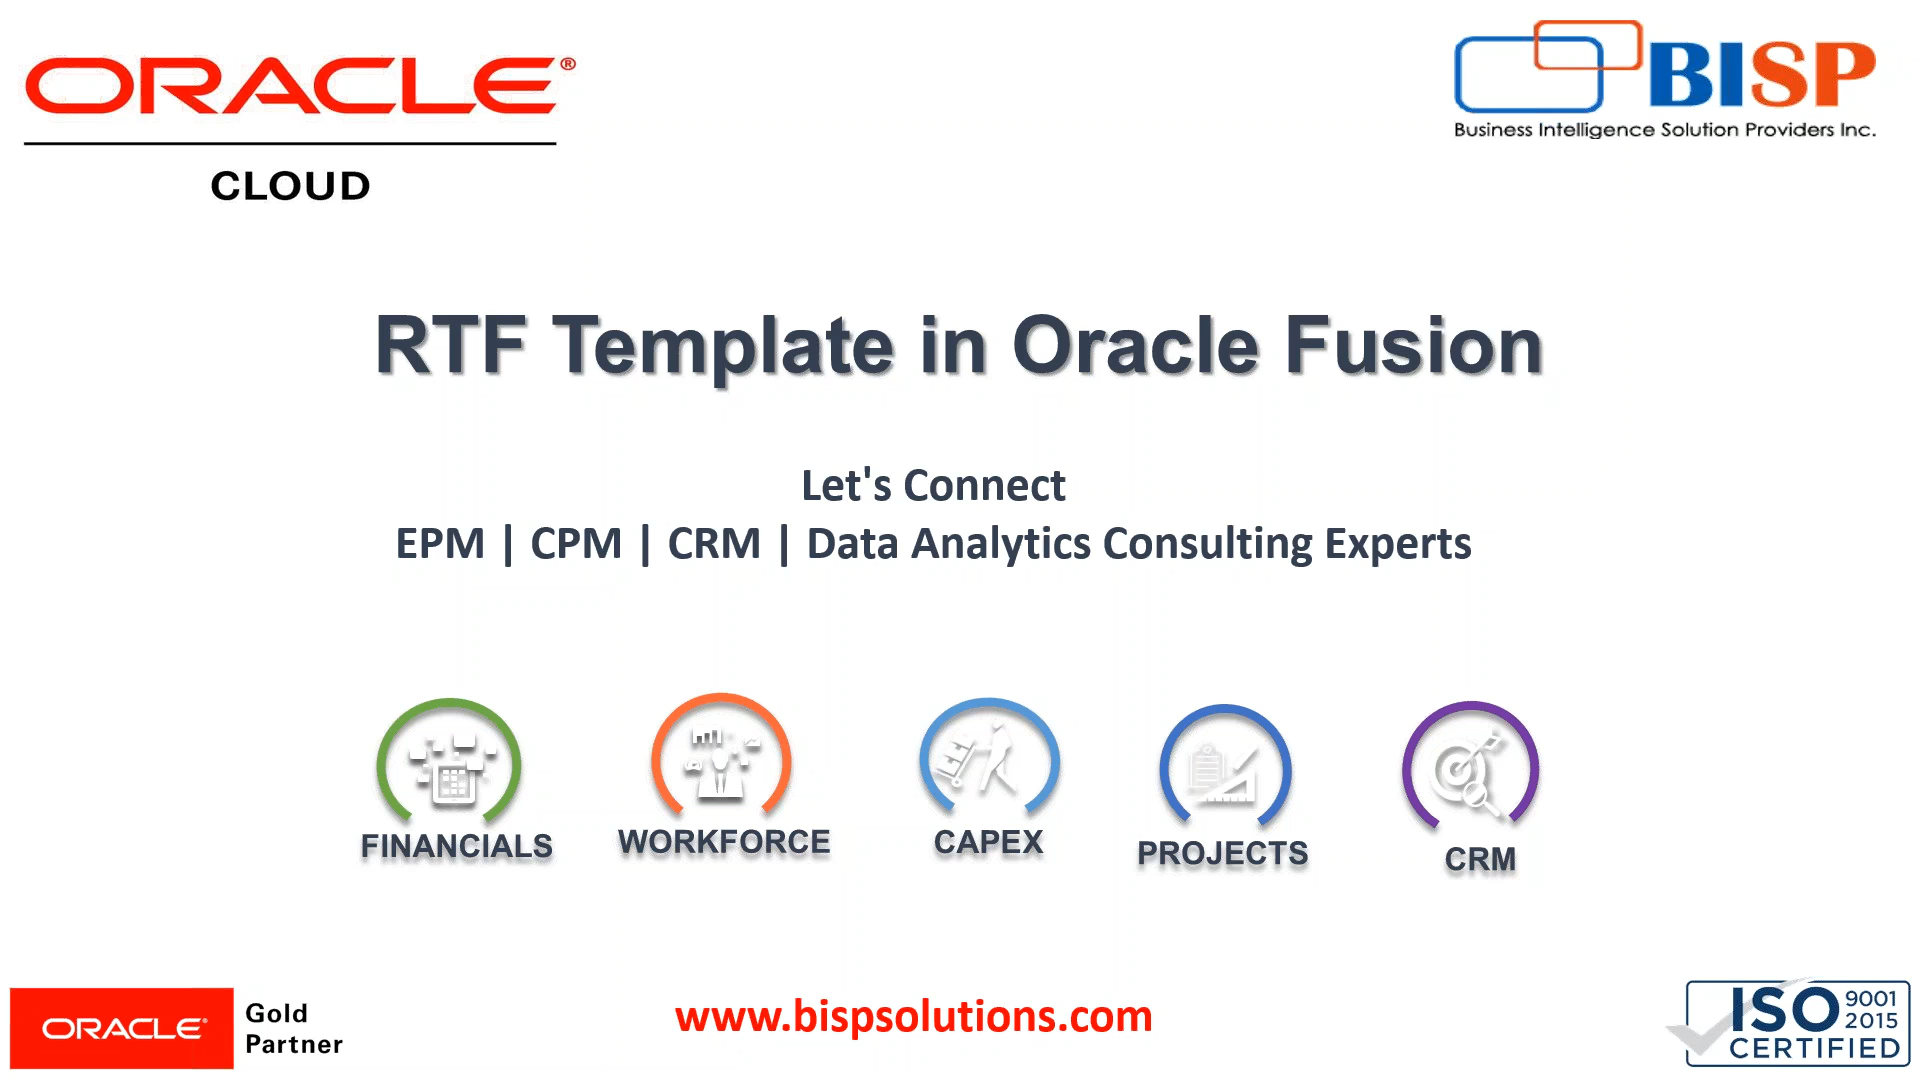 ORACLE®
CLOUD
BISP
Business Intelligence Solution Providers Inc.
RTF Template in Oracle Fusion
Let's Connect
EPM | CPM | CRM | Data Analytics Consulting Experts
FINANCIALS
WORKFORCE
CAPEX
PROJECTS
CRM
ORACLE®
Gold
Partner
www.bispsolutions.com
ISO 9001
2015
CERTIFIED